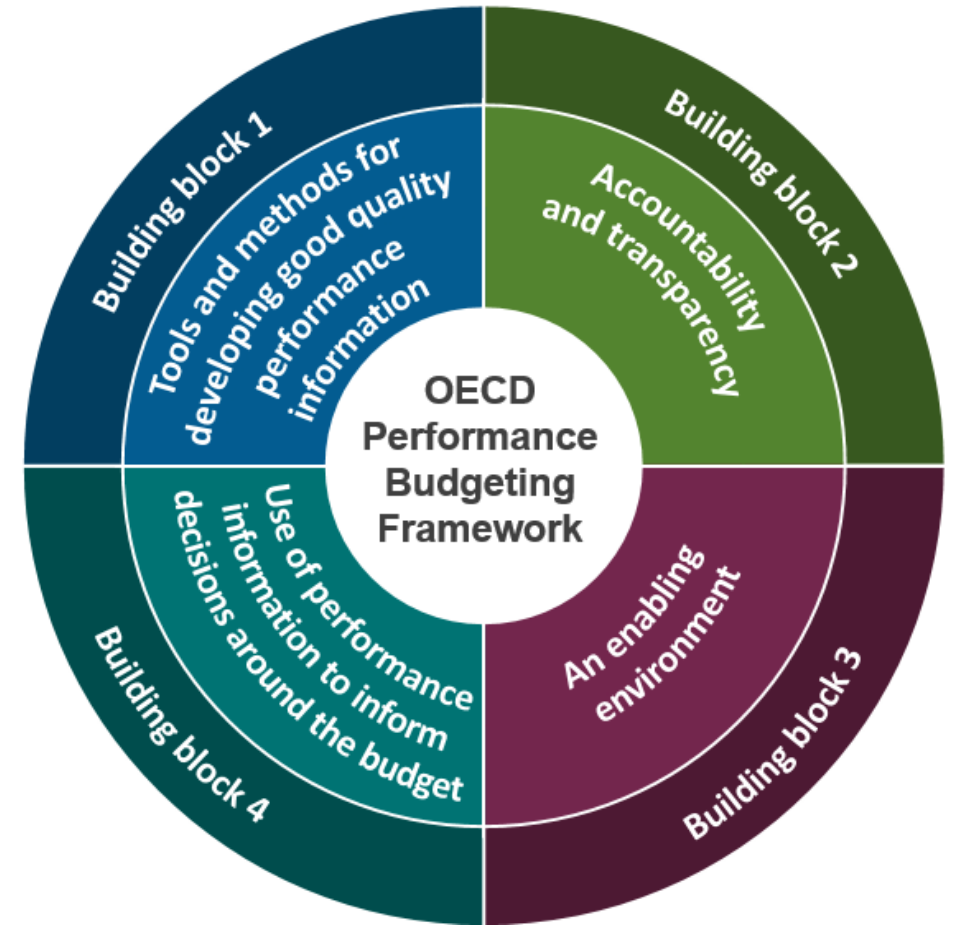 Building block 1
Tools and methods for
developing good quality
performance
information
Building block 2
Accountability
and transparency
OECD
Performance
Budgeting
Framework
An enabling
environment
Building block 3
Use of performance
information to inform
decisions around the budget
Building block 4